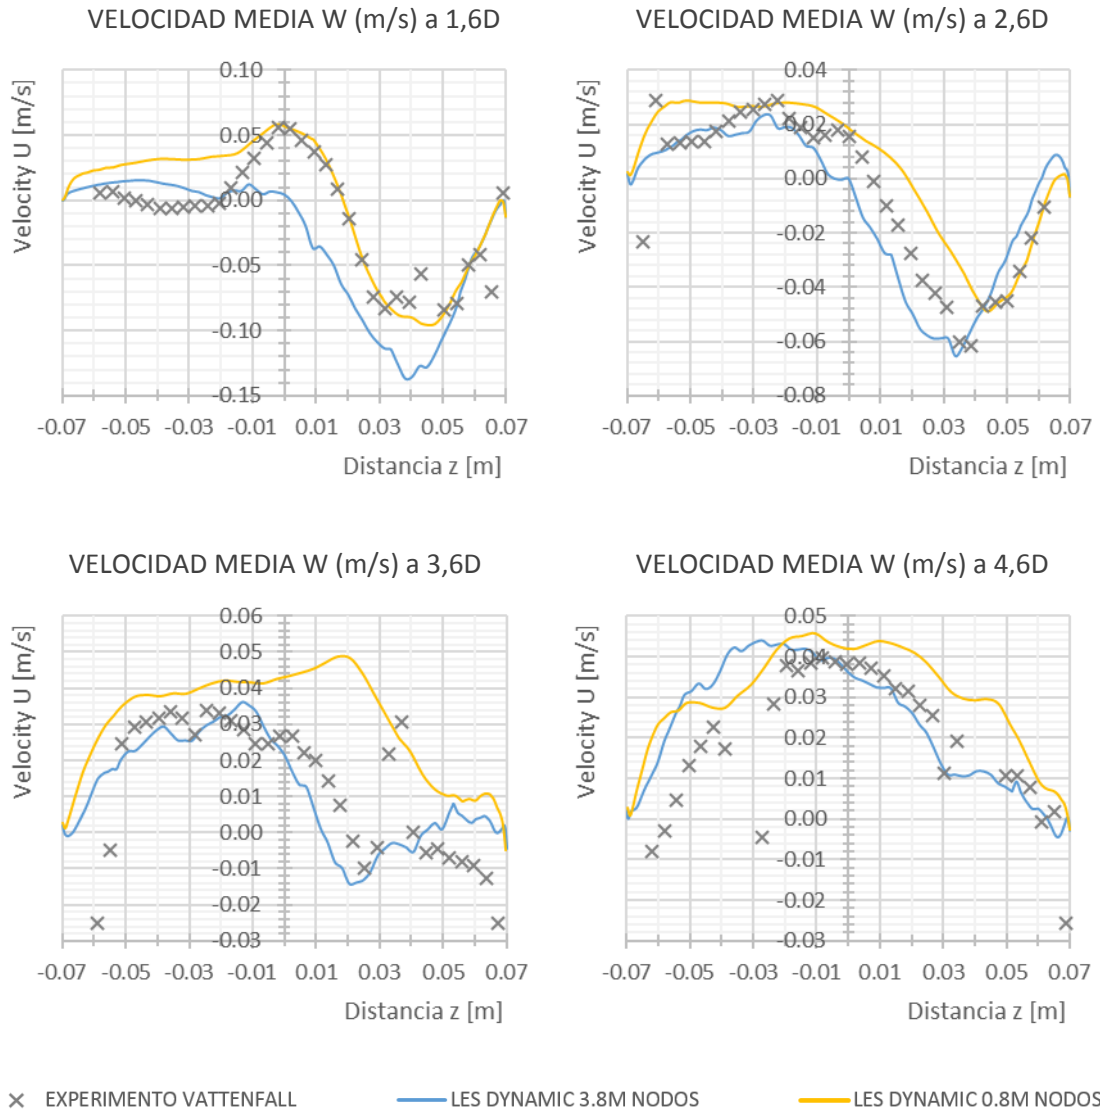 VELOCIDAD MEDIA W (m/s) a 1,6D
Velocity U [m/s]
0.10
0.05
0.00
-0.05
-0.10
-0.15
-0.07 -0.05 -0.03 -0.01 0.01 0.03 0.05 0.07
Distancia z [m]
VELOCIDAD MEDIA W (m/s) a 2,6D
Velocity U [m/s]
0.04
0.02
0.00
-0.02
-0.04
-0.06
-0.08
-0.07 -0.05 -0.03 -0.01 0.01 0.03 0.05 0.07
Distancia z [m]
VELOCIDAD MEDIA W (m/s) a 3,6D
Velocity U [m/s]
0.06
0.05
0.04
0.03
0.02
0.01
0.00
-0.01
-0.02
-0.03
-0.07 -0.05 -0.03 -0.01 0.01 0.03 0.05 0.07
Distancia z [m]
VELOCIDAD MEDIA W (m/s) a 4,6D
Velocity U [m/s]
0.05
0.04
0.03
0.02
0.01
0.00
-0.01
-0.02
-0.03
-0.07 -0.05 -0.03 -0.01 0.01 0.03 0.05 0.07
Distancia z [m]
EXPERIMENTO VATTENFALL
LES DYNAMIC 3.8M NODOS
LES DYNAMIC 0.8M NODOS